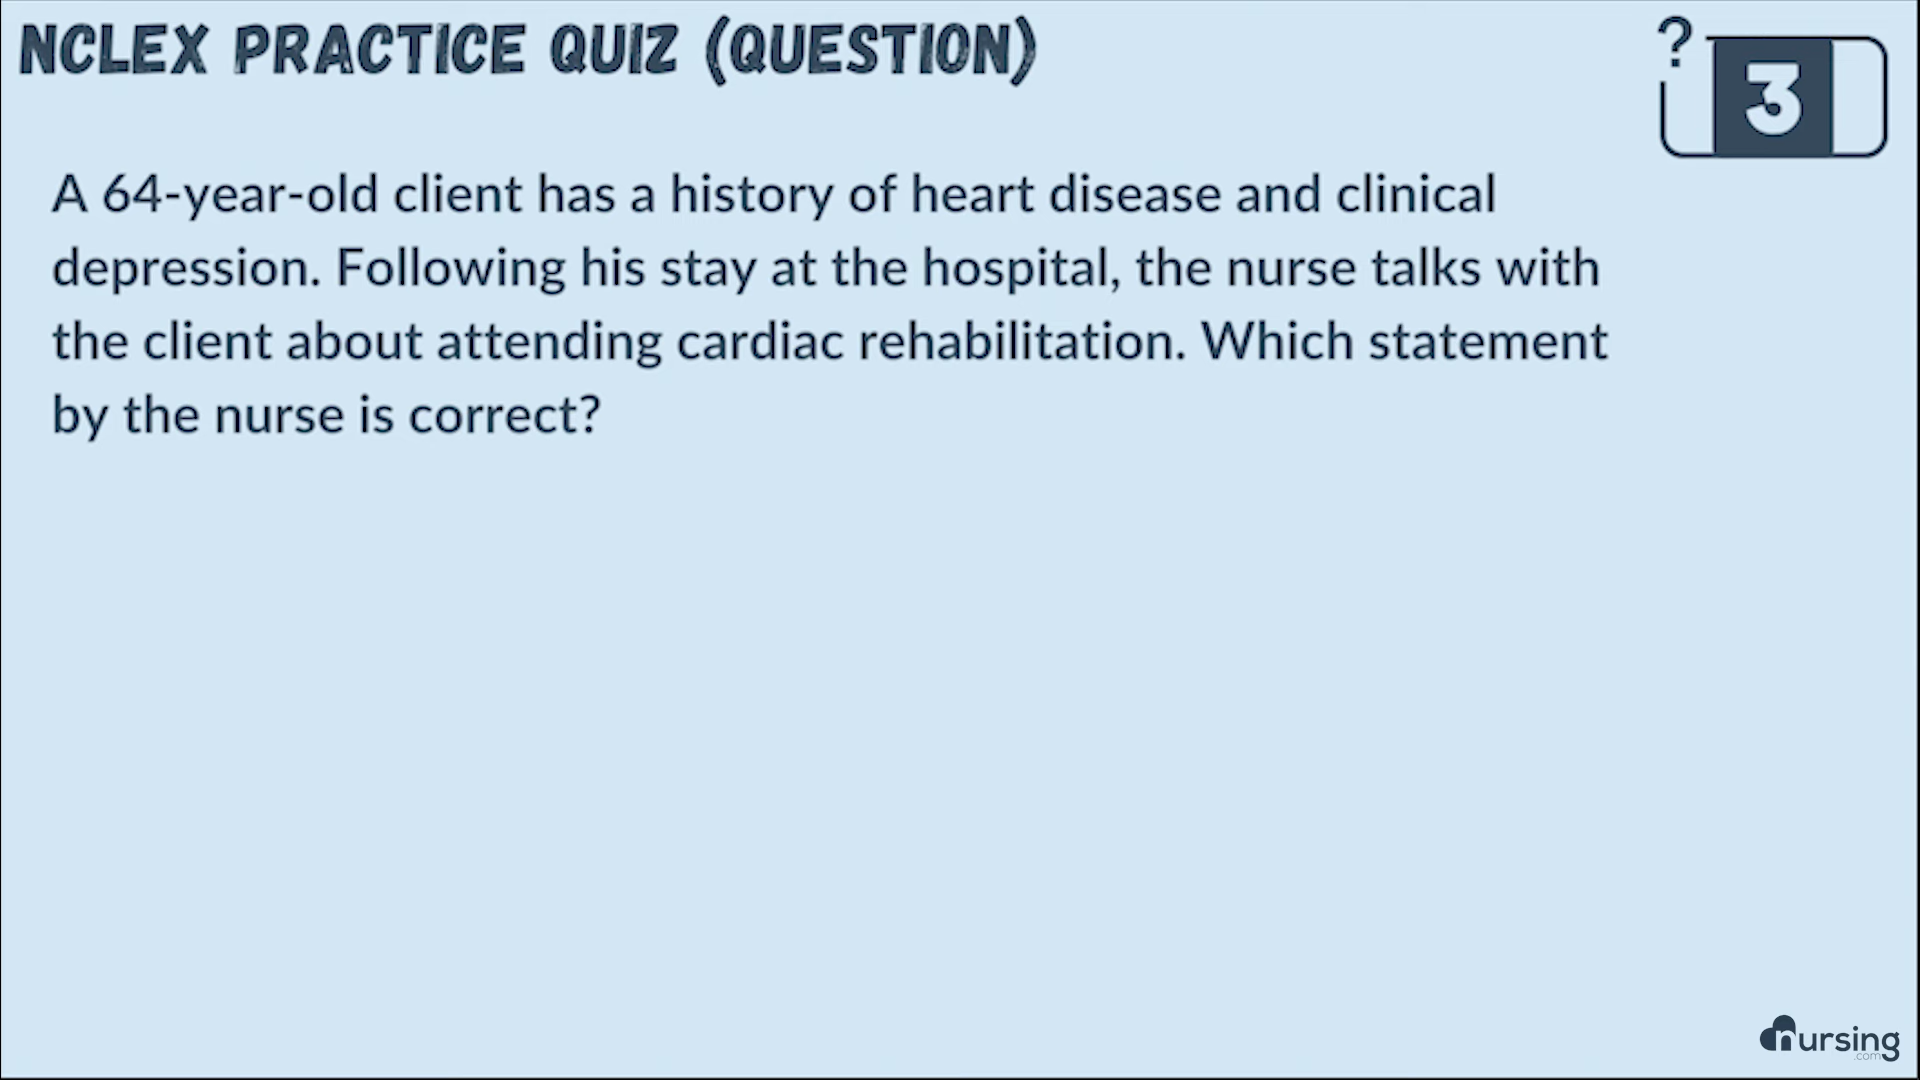 NCLEX PRACTICE QUIZ (QUESTION)
?
3
A 64-year-old client has a history of heart disease and clinical
depression. Following his stay at the hospital, the nurse talks with
the client about attending cardiac rehabilitation. Which statement
by the nurse is correct?
nursing
.com